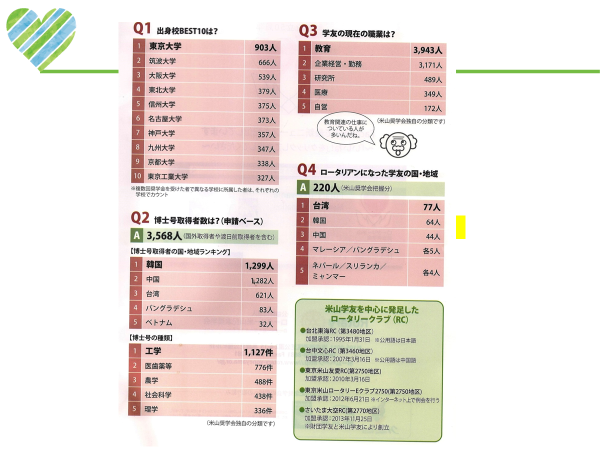 Q1 出身校BEST10は?
1 東京大学 903人
2 筑波大学 666人
3 大阪大学 539人
4 東北大学 379人
5 信州大学 375人
6 名古屋大学 373人
7 神戸大学 357人
8 九州大学 347人
9 京都大学 338人
10 東京工業大学 327人
※複数回奨学金を受けた者で異なる学校に所属した者は、それぞれの
学校でカウント
Q2 博士号取得者数は?(申請ベース)
A 3,568人(国外取得者や渡日前取得者を含む)
【博士号取得者の国・地域ランキング】
1 韓国 1,299人
2 中国 1,282人
3 台湾 621人
4 バングラデシュ 83人
5 ベトナム 32人
【博士号の種類】
1 工学 1,127件
2 医歯薬等 776件
3 農学 488件
4 社会科学 438件
5 理学 336件
(米山奨学会独自の分類です)
Q3 学友の現在の職業は?
1 教育 3,943人
2 企業経営・勤務 3,171人
3 研究所 489人
4 医療 349人
5 自営 172人
(米山奨学会独自の分類です)
教育関連の仕事に
ついている人が
多いんだね。
Q4 ロータリアンになった学友の国・地域
A 220人(米山奨学会把握分)
1 台湾 77人
2 韓国 64人
3 中国 44人
4 マレーシア/バングラデシュ 各5人
5 ネパール/スリランカ/
ミャンマー 各4人
米山学友を中心に発足した
ロータリークラブ(RC)
●台北東海RC(第3480地区)
加盟承認:1995年1月31日 ※公用語は日本語
●台中文心RC(第3460地区)
加盟承認:2007年3月16日 ※公用語は中国語
●東京米山友愛RC(第2750地区)
加盟承認:2010年3月16日
●東京米山ロータリーEクラブ2750(第2750地区)
加盟承認:2012年6月21日 ※インターネット上で例会を行う
●さいたま大空RC(第2770地区)
加盟承認:2013年11月25日
※財団学友と米山学友により創立